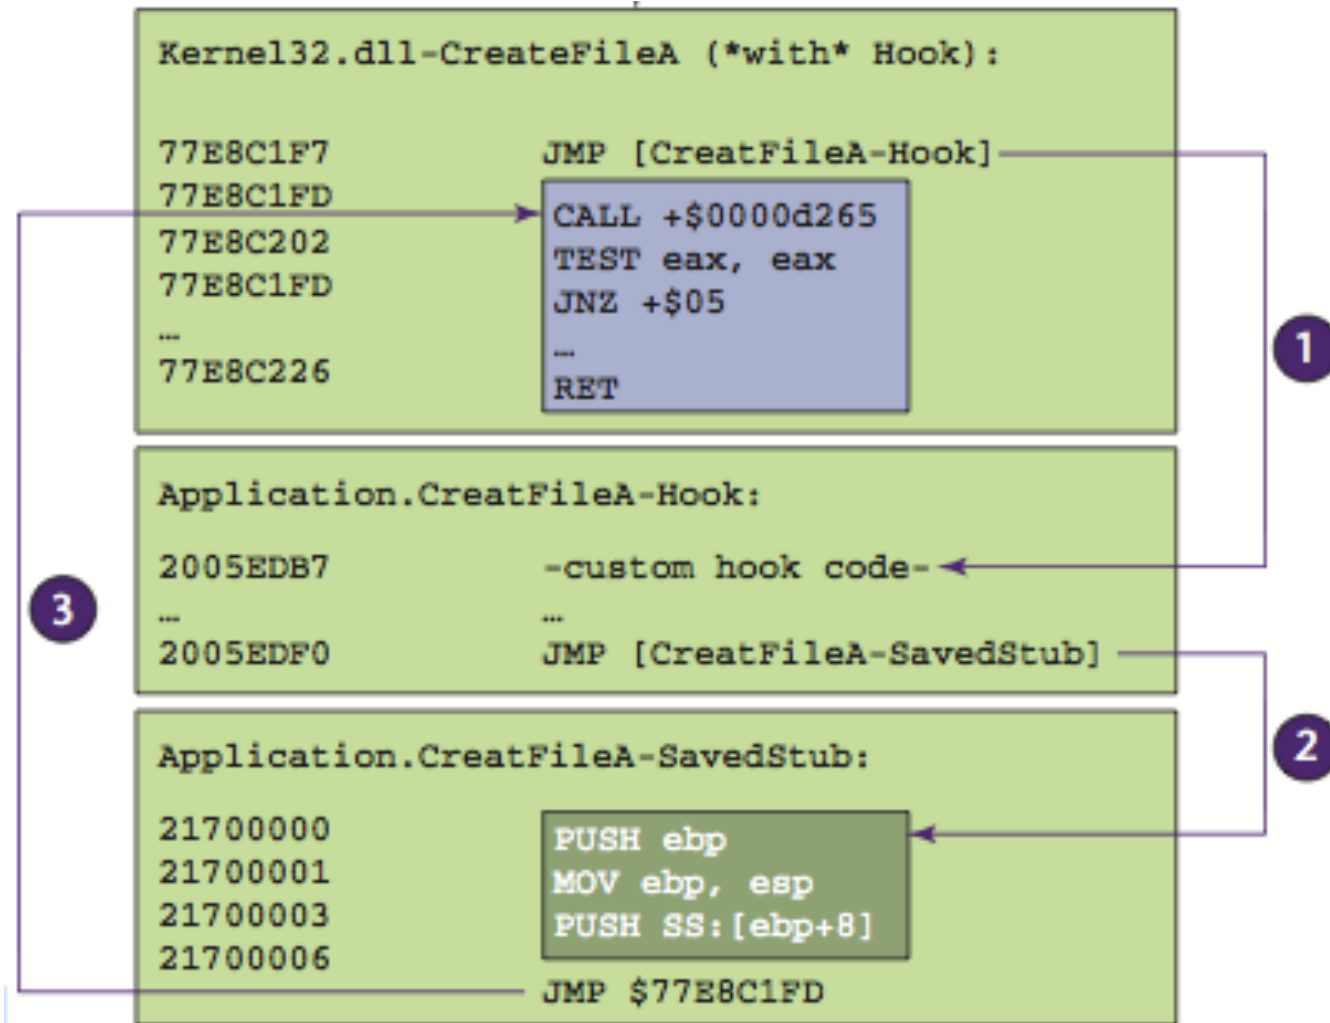 Kernel32.dll-CreateFileA (*with* Hook):
77E8C1F7 JMP [CreatFileA-Hook]
77E8C1FD CALL +$0000d265
77E8C202 TEST eax, eax
77E8C1FD JNZ +$05
… …
77E8C226 RET
1
Application.CreatFileA-Hook:
2005EDB7 -custom hook code-
… …
2005EDF0 JMP [CreatFileA-SavedStub]
3
2
Application.CreatFileA-SavedStub:
21700000 PUSH ebp
21700001 MOV ebp, esp
21700003 PUSH SS:[ebp+8]
21700006 JMP $77E8C1FD